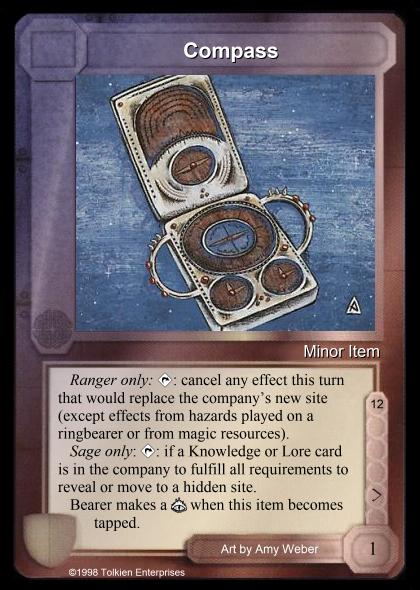 Compass
Minor Item
Ranger only: : cancel any effect this turn
that would replace the company's new site
(except effects from hazards played on a
ringbearer or from magic resources).
Sage only: : if a Knowledge or Lore card
is in the company to fulfill all requirements to
reveal or move to a hidden site.
Bearer makes a when this item becomes
tapped.
12
Art by Amy Weber
1
©1998 Tolkien Enterprises